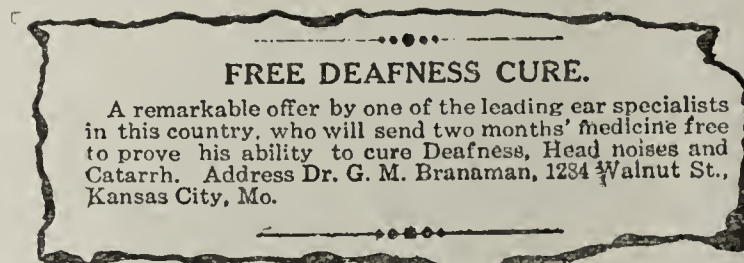 FREE DEAFNESS CURE.
A remarkable offer by one of the leading ear specialists
in this country, who will send two months' medicine free
to prove his ability to cure Deafness, Head noises and
Catarrh. Address Dr. G. M. Branaman, 1284 Walnut St.,
Kansas City, Mo.